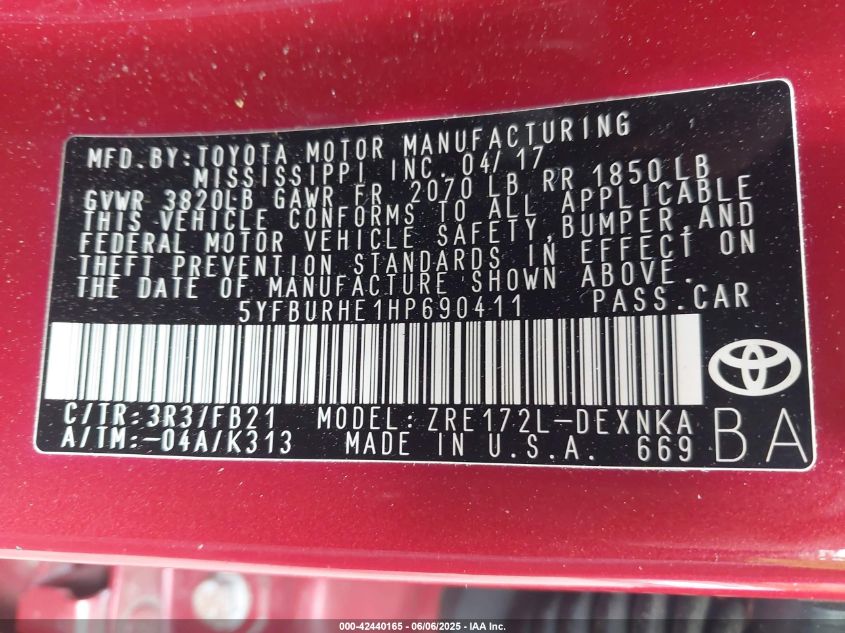 MFD.BY:TOYOTA MOTOR MANUFACTURING
MISSISSIPPI INC. 04/17
GVWR 3820LB GAWR FR 2070 LB RR 1850 LB
THIS VEHICLE CONFORMS TO ALL APPLICABLE
FEDERAL MOTOR VEHICLE SAFETY,BUMPER,AND
THEFT PREVENTION STANDARDS IN EFFECT ON
THE DATE OF MANUFACTURE SHOWN ABOVE.
5YFBURHE1HP690411 PASS.CAR
C/TR:3R3/FB21 MODEL:ZRE172L-DEXNKA
A/TM:-04A/K313 MADE IN U.S.A. 669
BA
000-42440165 - 06/06/2025 - IAA Inc.